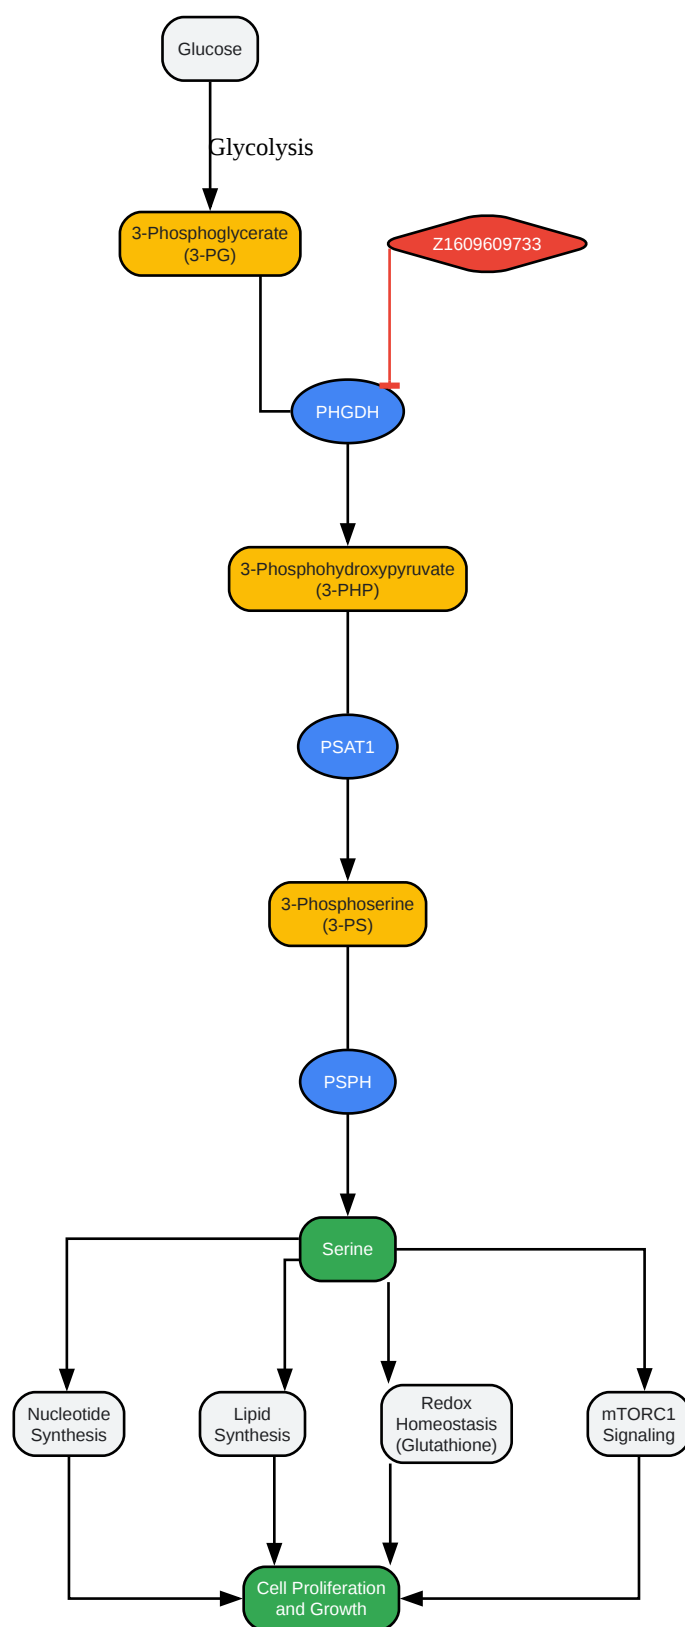 Glucose
Glycolysis
3-Phosphoglycerate
(3-PG)
Z1609609733
PHGDH
3-Phosphohydroxypyruvate
(3-PHP)
PSAT1
3-Phosphoserine
(3-PS)
PSPH
Serine
Nucleotide
Synthesis
Lipid
Synthesis
Redox
Homeostasis
(Glutathione)
mTORC1
Signaling
Cell Proliferation
and Growth